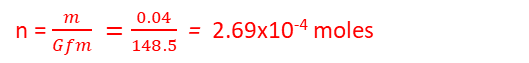 n = m/Gfm = 0.04/148.5 = 2.69x10⁻⁴ moles